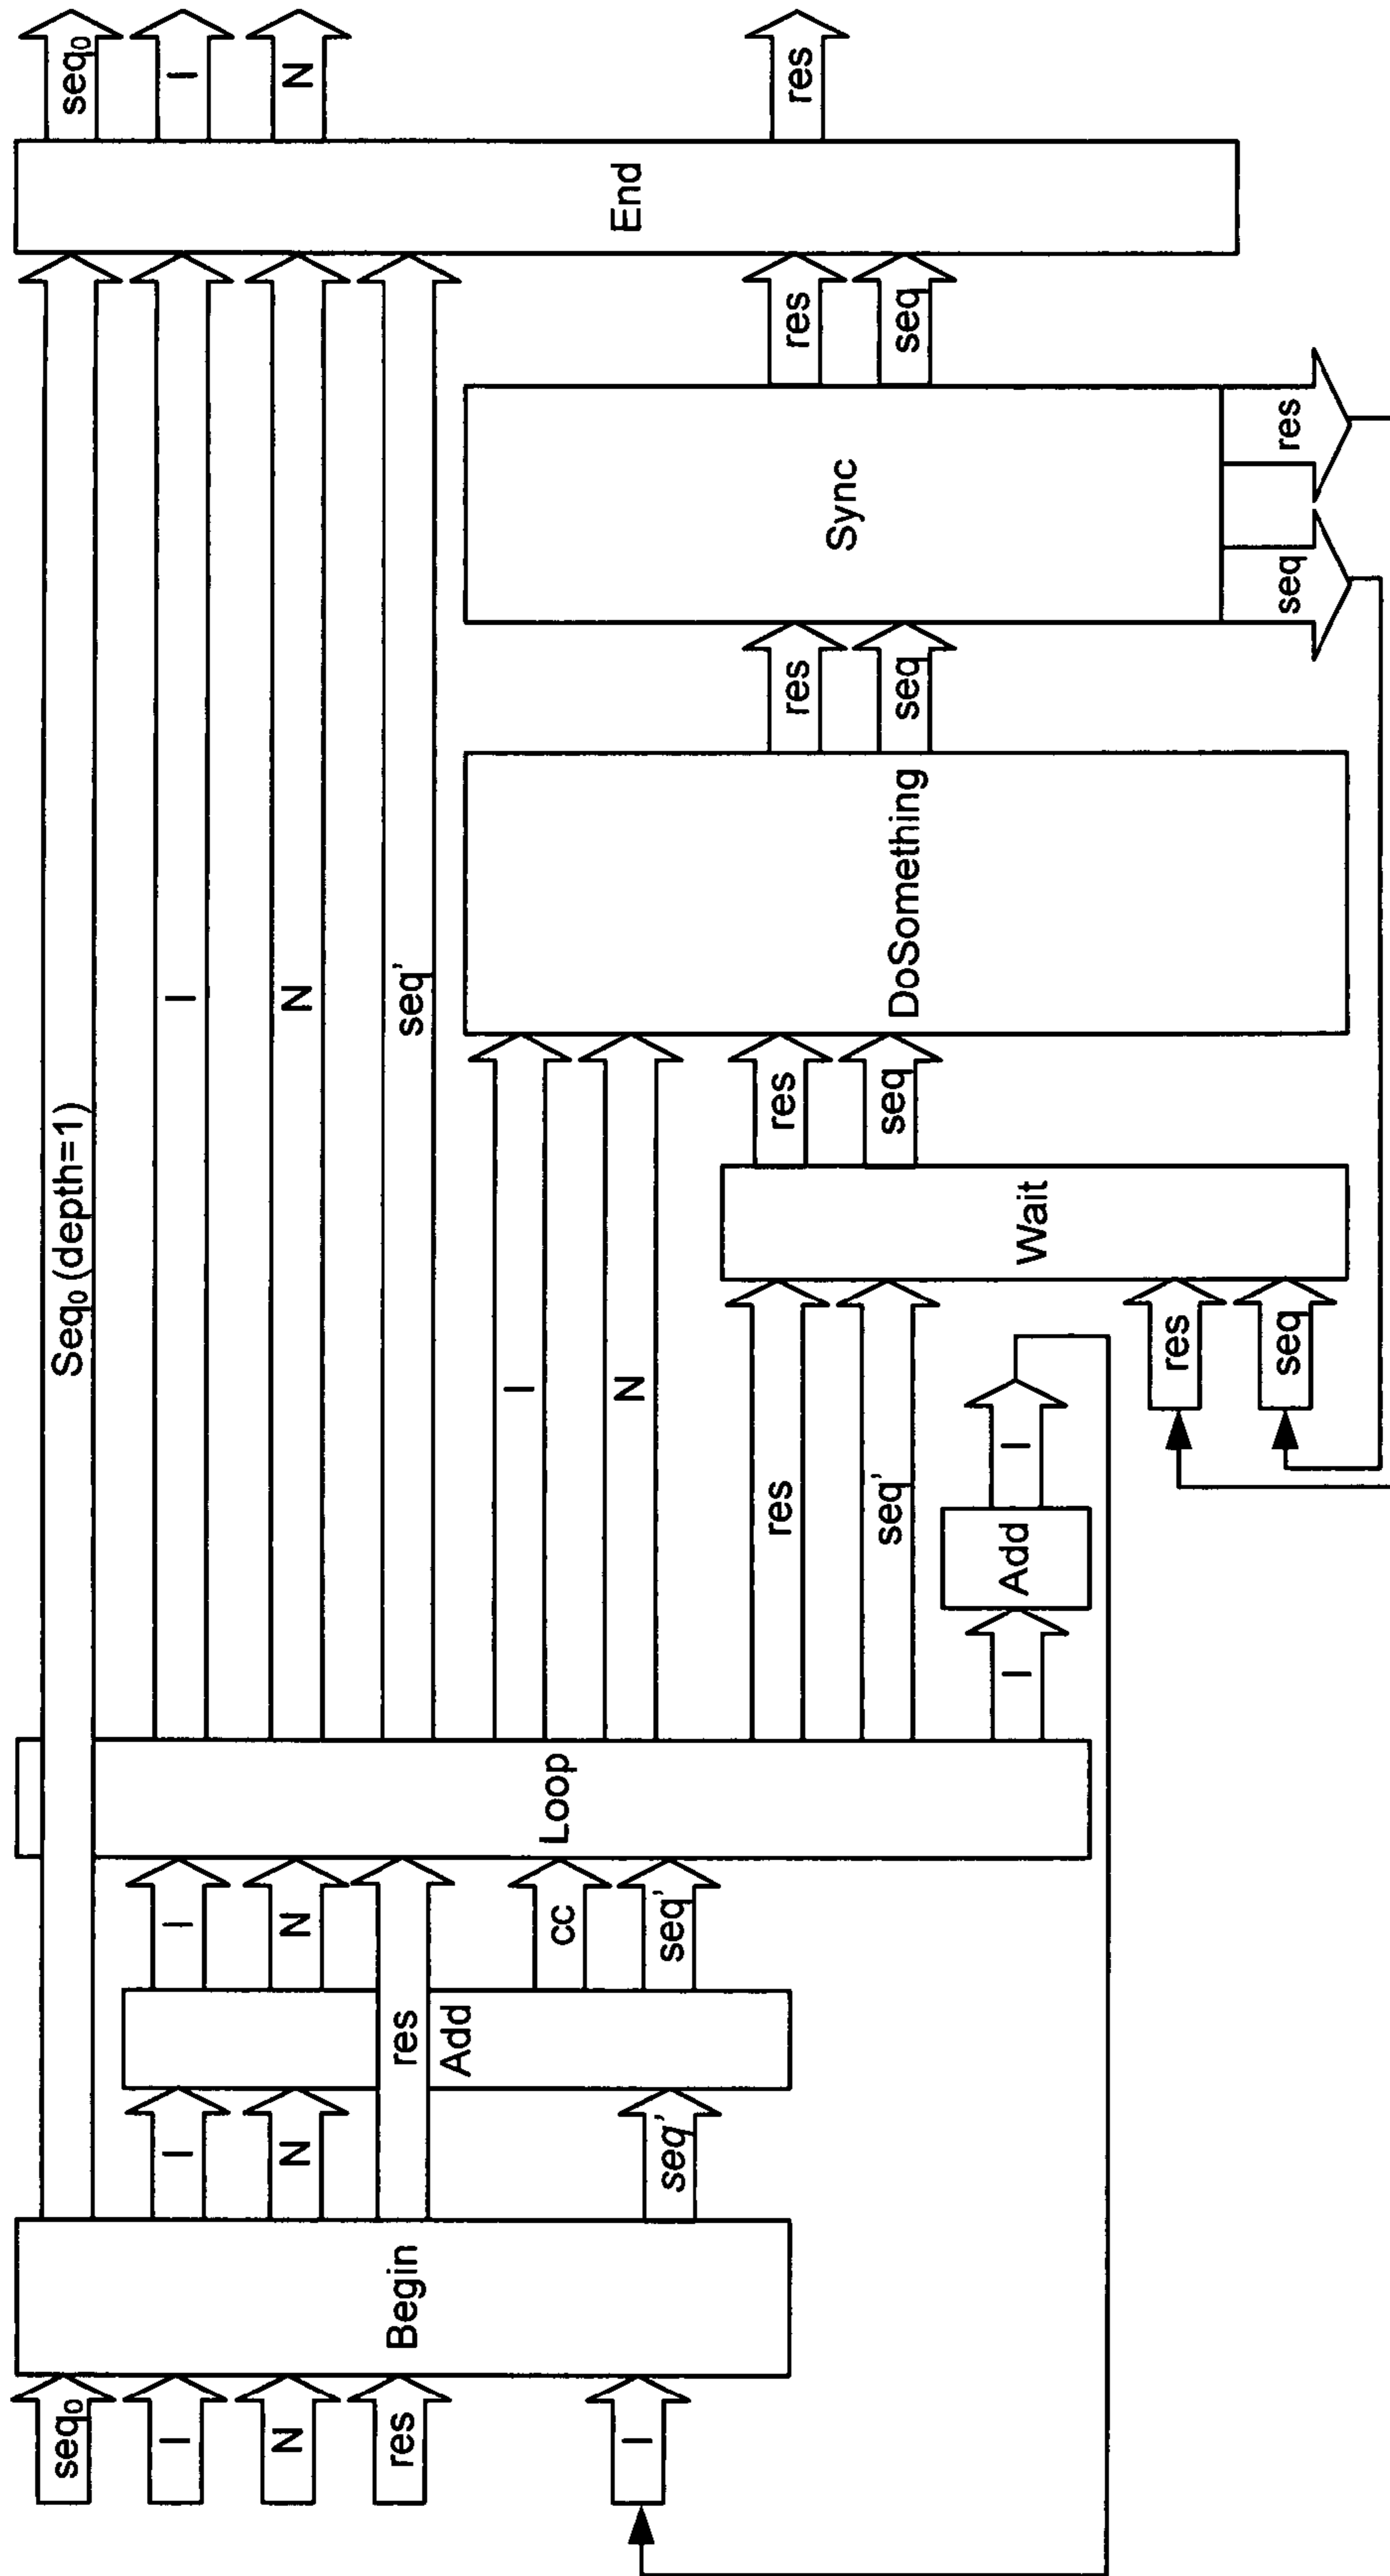 seq₀
I
N
res
I
Begin
I
N
seq'
res
Add
I
N
cc
seq'
Loop
Seq₀ (depth=1)
I
N
seq'
I
N
res
seq'
I
Add
I
res
seq
Wait
res
seq
DoSomething
res
seq
Sync
seq
res
res
seq
End
seq₀
I
N
res